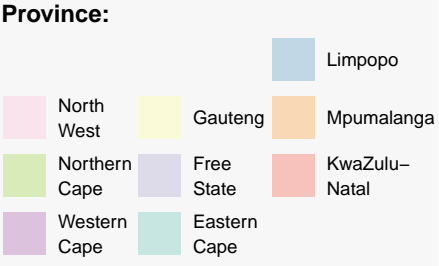 Province:
Limpopo
North
West
Gauteng
Mpumalanga
Northern
Cape
Free
State
KwaZulu–
Natal
Western
Cape
Eastern
Cape